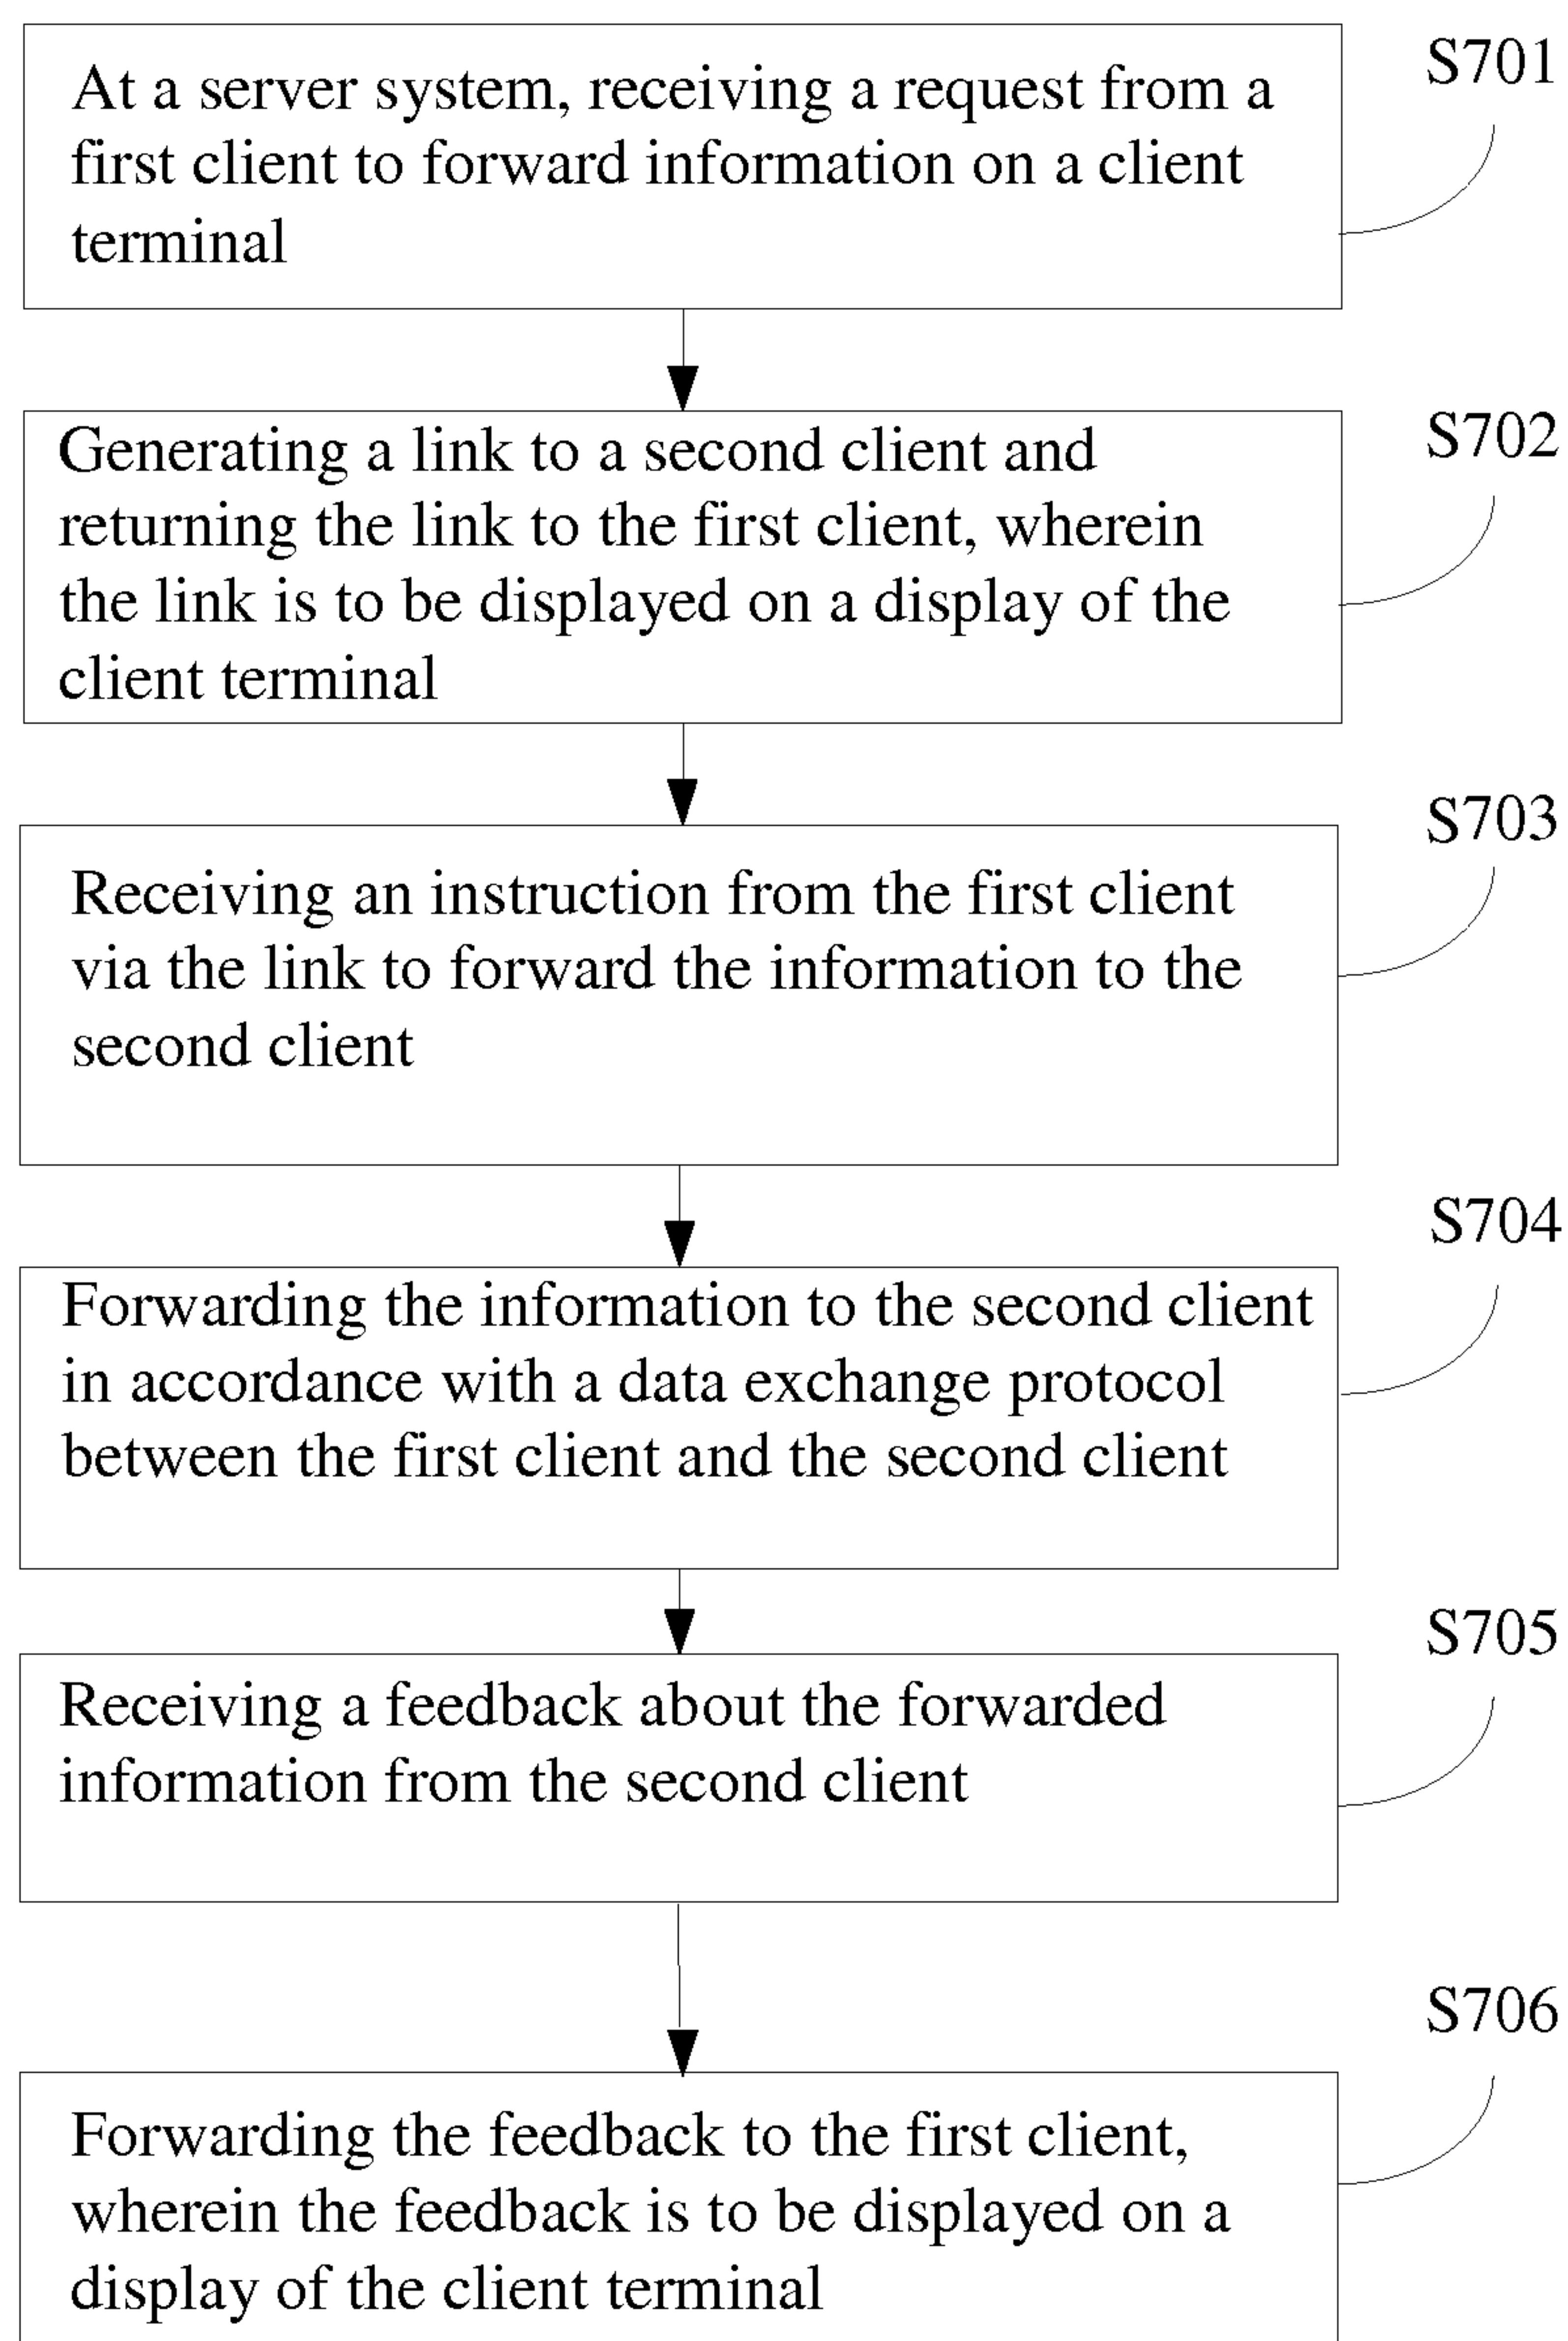 S701
At a server system, receiving a request from a
first client to forward information on a client
terminal
S702
Generating a link to a second client and
returning the link to the first client, wherein
the link is to be displayed on a display of the
client terminal
S703
Receiving an instruction from the first client
via the link to forward the information to the
second client
S704
Forwarding the information to the second client
in accordance with a data exchange protocol
between the first client and the second client
S705
Receiving a feedback about the forwarded
information from the second client
S706
Forwarding the feedback to the first client,
wherein the feedback is to be displayed on a
display of the client terminal